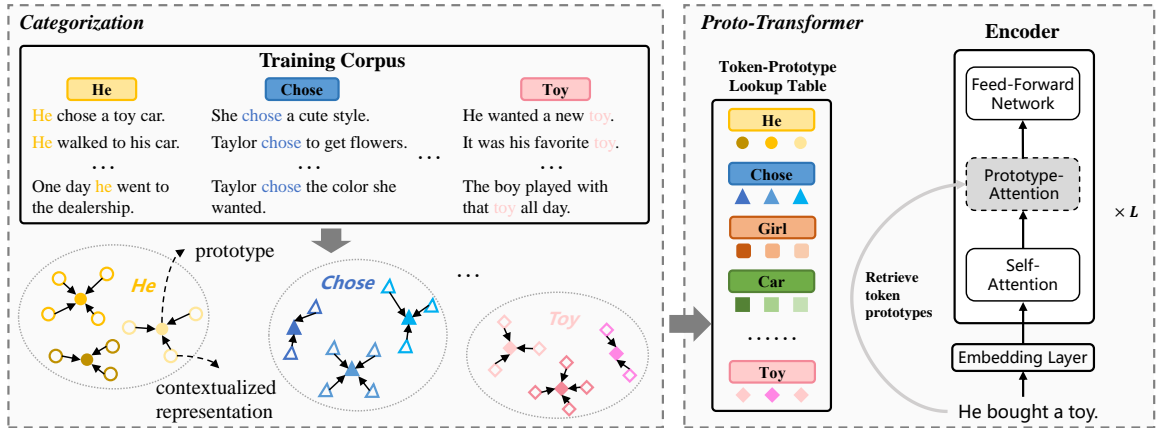 Categorization
Training Corpus
He
He chose a toy car.
He walked to his car.
...
One day he went to
the dealership.
Chose
She chose a cute style.
Taylor chose to get flowers.
...
Taylor chose the color she
wanted.
...
Toy
He wanted a new toy.
It was his favorite toy.
...
The boy played with
that toy all day.
prototype
He
contextualized
representation
Chose
...
Toy
Proto-Transformer
Token-Prototype
Lookup Table
He
Chose
Girl
Car
......
Toy
Retrieve
token
prototypes
Encoder
Feed-Forward
Network
Prototype-
Attention
Self-
Attention
× L
Embedding Layer
He bought a toy.